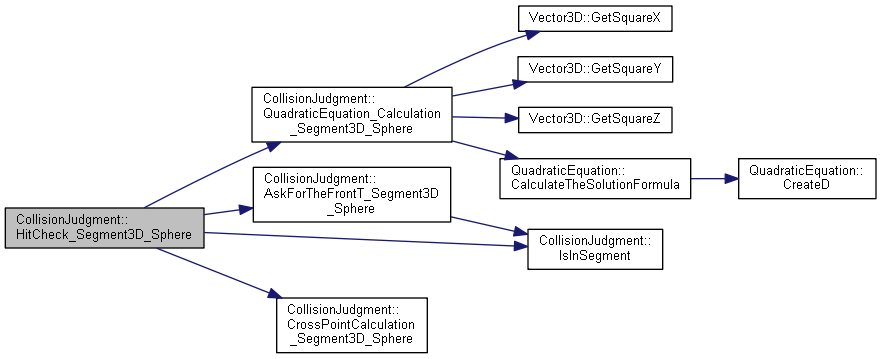 CollisionJudgment::
HitCheck_Segment3D_Sphere
CollisionJudgment::
QuadraticEquation_Calculation
_Segment3D_Sphere
Vector3D::GetSquareX
Vector3D::GetSquareY
Vector3D::GetSquareZ
QuadraticEquation::
CalculateTheSolutionFormula
QuadraticEquation::
CreateD
CollisionJudgment::
AskForTheFrontT_Segment3D
_Sphere
CollisionJudgment::
IsInSegment
CollisionJudgment::
CrossPointCalculation
_Segment3D_Sphere